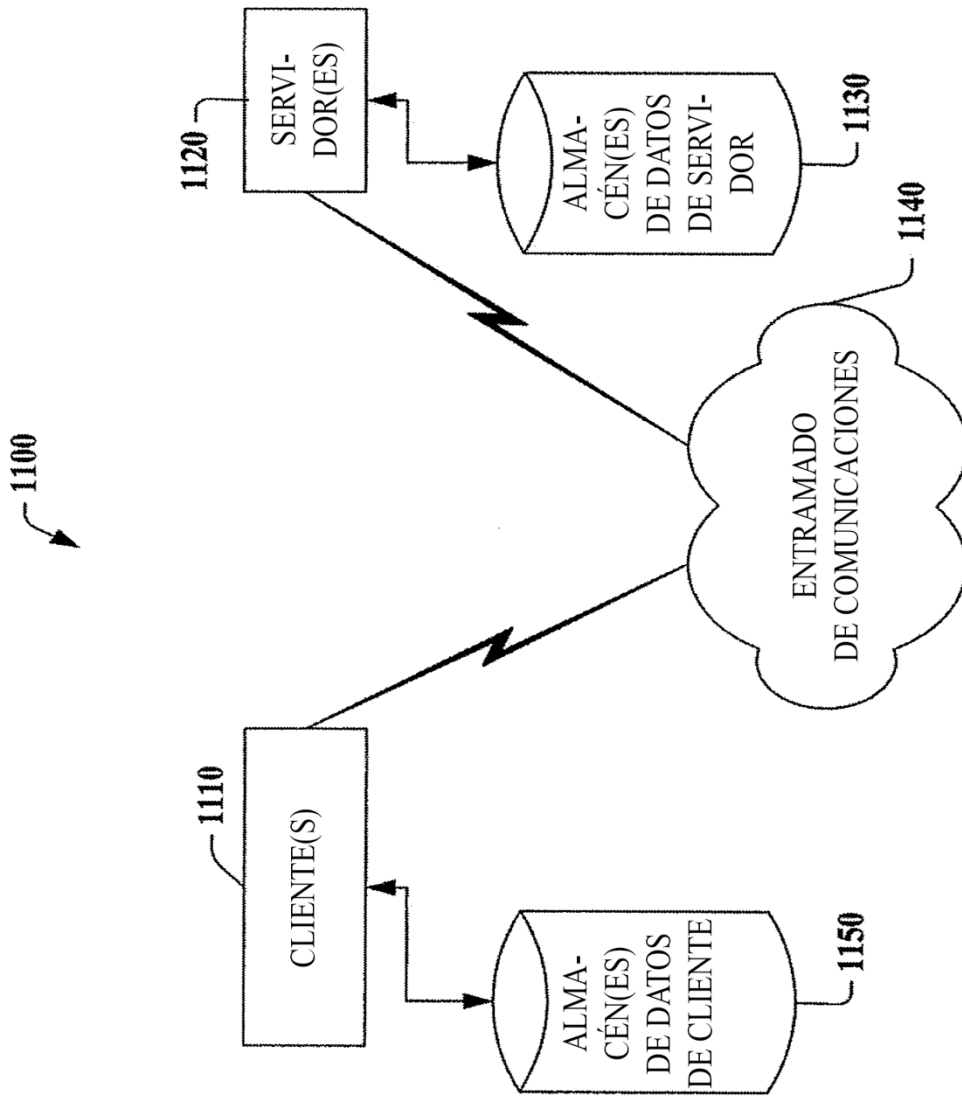 1100
1110
CLIENTE(S)
1120
SERVI-
DOR(ES)
ALMA-
CÉN(ES)
DE DATOS
DE CLIENTE
1150
ALMA-
CÉN(ES)
DE DATOS
DE SERVI-
DOR
1130
ENTRAMADO
DE COMUNICACIONES
1140